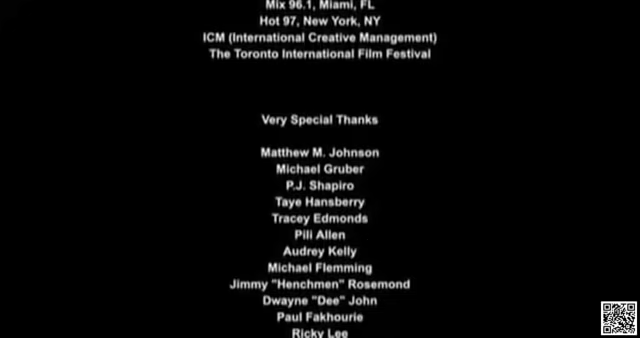 Mix 96.1, Miami, FL
Hot 97, New York, NY
ICM (International Creative Management)
The Toronto International Film Festival
Very Special Thanks
Matthew M. Johnson
Michael Gruber
P.J. Shapiro
Taye Hansberry
Tracey Edmonds
Pili Allen
Audrey Kelly
Michael Flemming
Jimmy "Henchmen" Rosemond
Dwayne "Dee" John
Paul Fakhourie
Ricky Lee